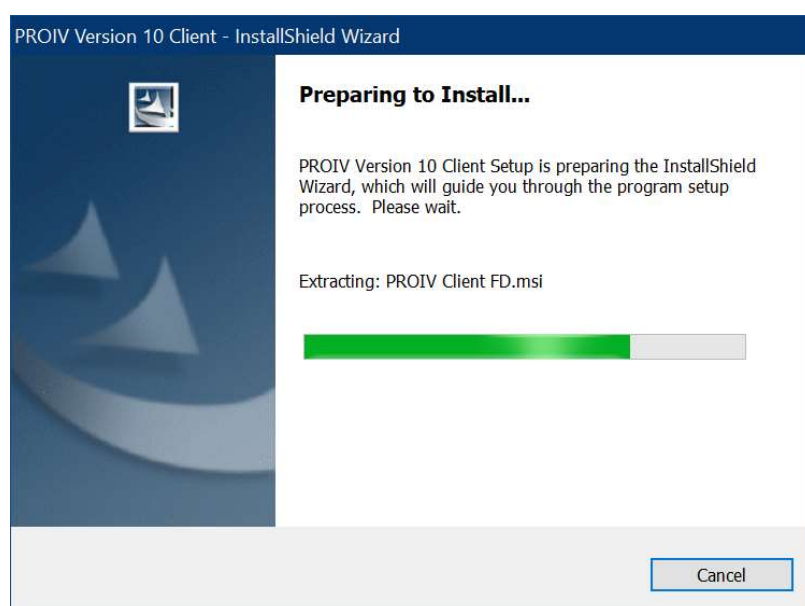 PROIV Version 10 Client - InstallShield Wizard
Preparing to Install...
PROIV Version 10 Client Setup is preparing the InstallShield
Wizard, which will guide you through the program setup
process.  Please wait.
Extracting: PROIV Client FD.msi
Cancel